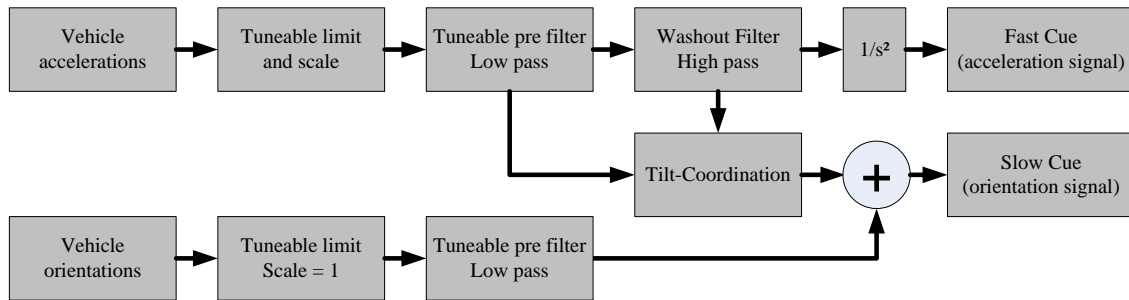 Vehicle
accelerations
Tuneable limit
and scale
Tuneable pre filter
Low pass
Washout Filter
High pass
1/s²
Fast Cue
(acceleration signal)
Tilt-Coordination
+
Slow Cue
(orientation signal)
Vehicle
orientations
Tuneable limit
Scale = 1
Tuneable pre filter
Low pass